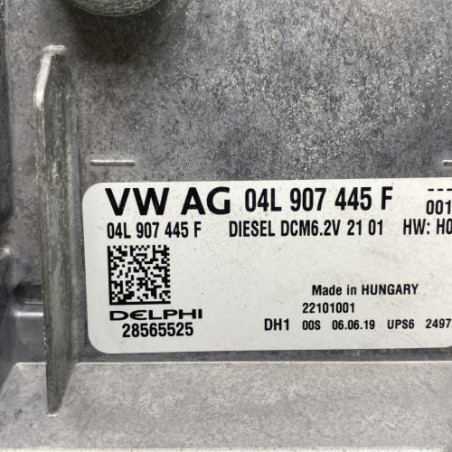 VW AG 04L 907 445 F
001
04L 907 445 F DIESEL DCM6.2V 21 01 HW: H0
Made in HUNGARY
DELPHI 22101001
28565525 DH1 00S 06.06.19 UPS6 2497